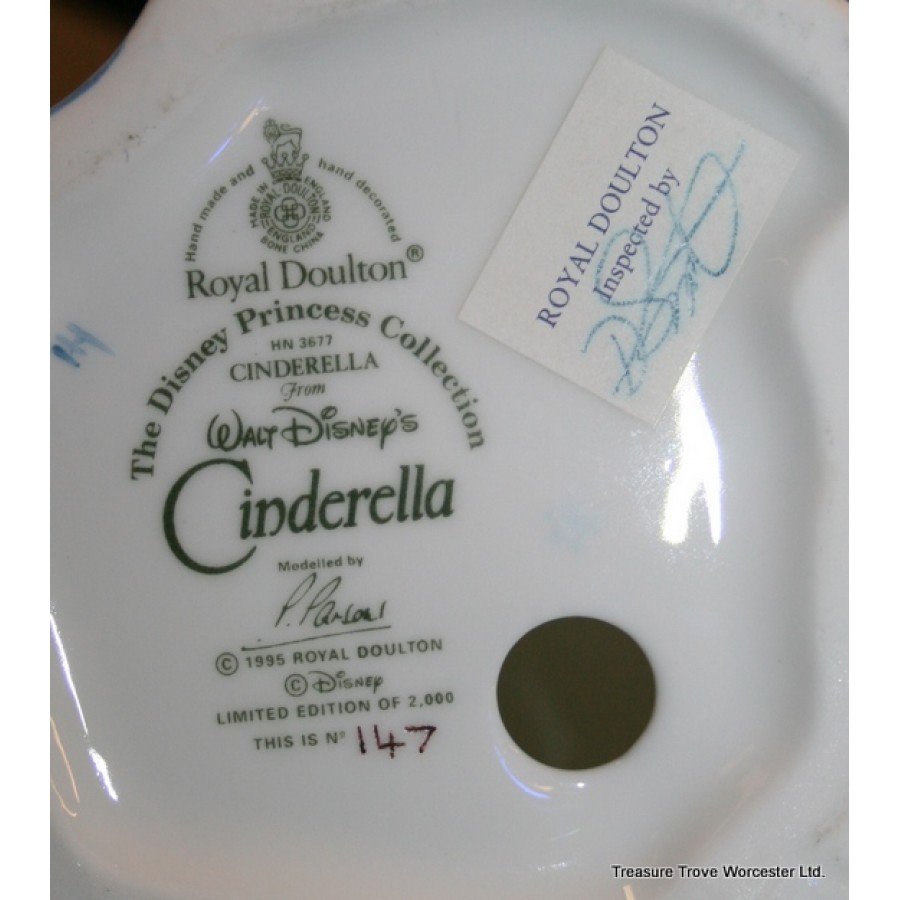 Hand made and hand decorated
MADE IN ENGLAND
ROYAL DOULTON
ENGLAND
BONE CHINA
Royal Doulton®
The Disney Princess Collection
HN 3677
CINDERELLA
From
WALT DISNEY'S
Cinderella
Modelled by
P. Parsons
© 1995 ROYAL DOULTON
© DISNEY
LIMITED EDITION OF 2,000
THIS IS Nº 147
ROYAL DOULTON
Inspected by
Treasure Trove Worcester Ltd.